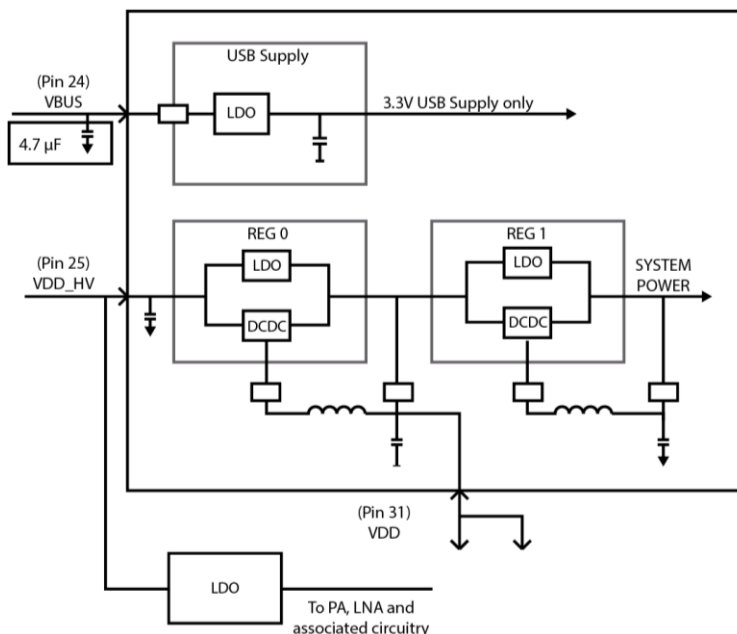 USB Supply
(Pin 24)
VBUS
LDO
3.3V USB Supply only
4.7 µF
REG 0
REG 1
(Pin 25)
VDD_HV
LDO
LDO
SYSTEM
POWER
DCDC
DCDC
(Pin 31)
VDD
LDO
To PA, LNA and
associated circuitry